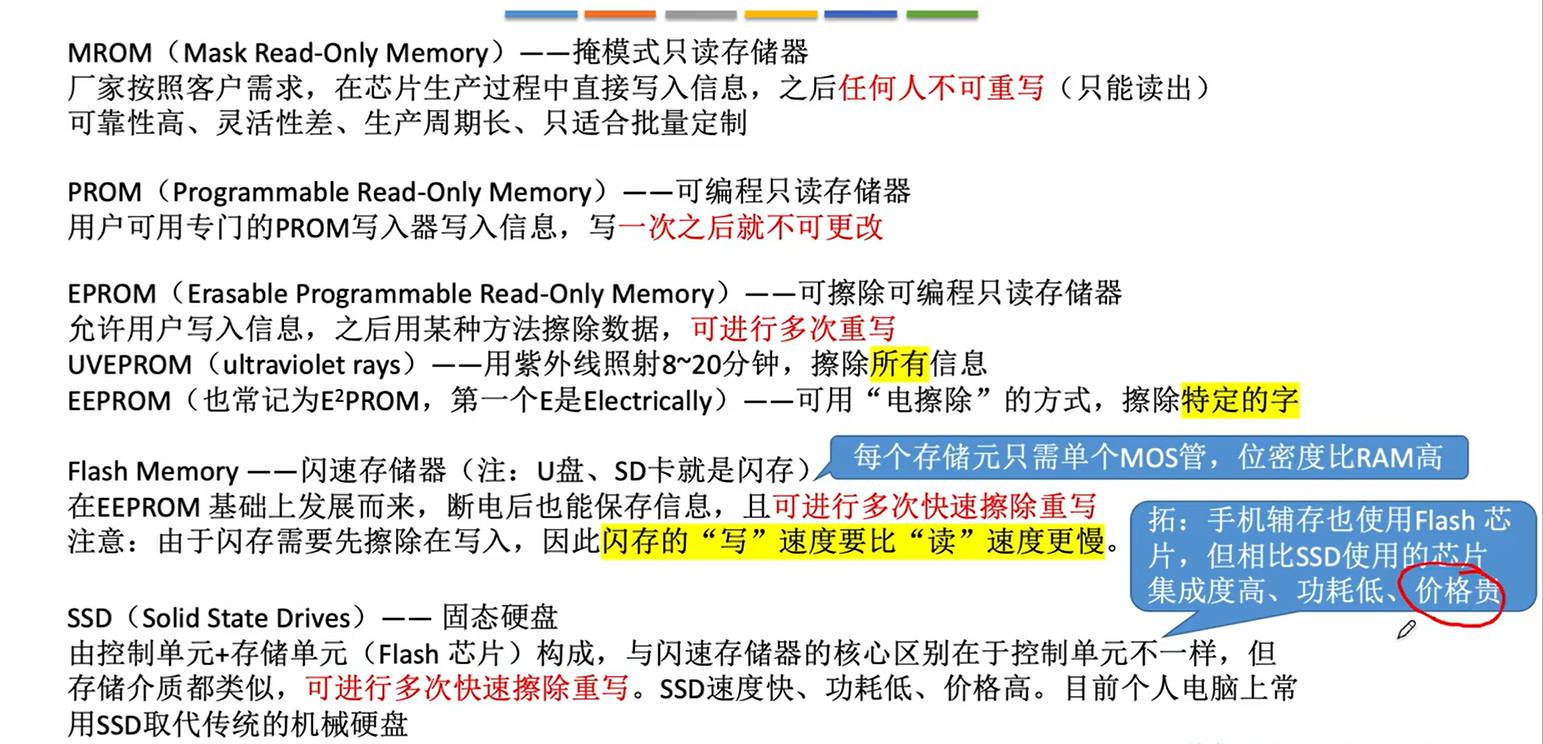 MROM（Mask Read-Only Memory）——掩模式只读存储器
厂家按照客户需求，在芯片生产过程中直接写入信息，之后任何人不可重写（只能读出）
可靠性高、灵活性差、生产周期长、只适合批量定制
PROM（Programmable Read-Only Memory）——可编程只读存储器
用户可用专门的PROM写入器写入信息，写一次之后就不可更改
EPROM（Erasable Programmable Read-Only Memory）——可擦除可编程只读存储器
允许用户写入信息，之后用某种方法擦除数据，可进行多次重写
UVEPROM（ultraviolet rays）——用紫外线照射8~20分钟，擦除所有信息
EEPROM（也常记为E²PROM，第一个E是Electrically）——可用“电擦除”的方式，擦除特定的字
每个存储元只需单个MOS管，位密度比RAM高
Flash Memory ——闪速存储器（注：U盘、SD卡就是闪存）
在EEPROM 基础上发展而来，断电后也能保存信息，且可进行多次快速擦除重写
注意：由于闪存需要先擦除在写入，因此闪存的“写”速度要比“读”速度更慢。
拓：手机辅存也使用Flash 芯
片，但相比SSD使用的芯片
集成度高、功耗低、价格贵
SSD（Solid State Drives）—— 固态硬盘
由控制单元+存储单元（Flash 芯片）构成，与闪速存储器的核心区别在于控制单元不一样，但
存储介质都类似，可进行多次快速擦除重写。SSD速度快、功耗低、价格高。目前个人电脑上常
用SSD取代传统的机械硬盘